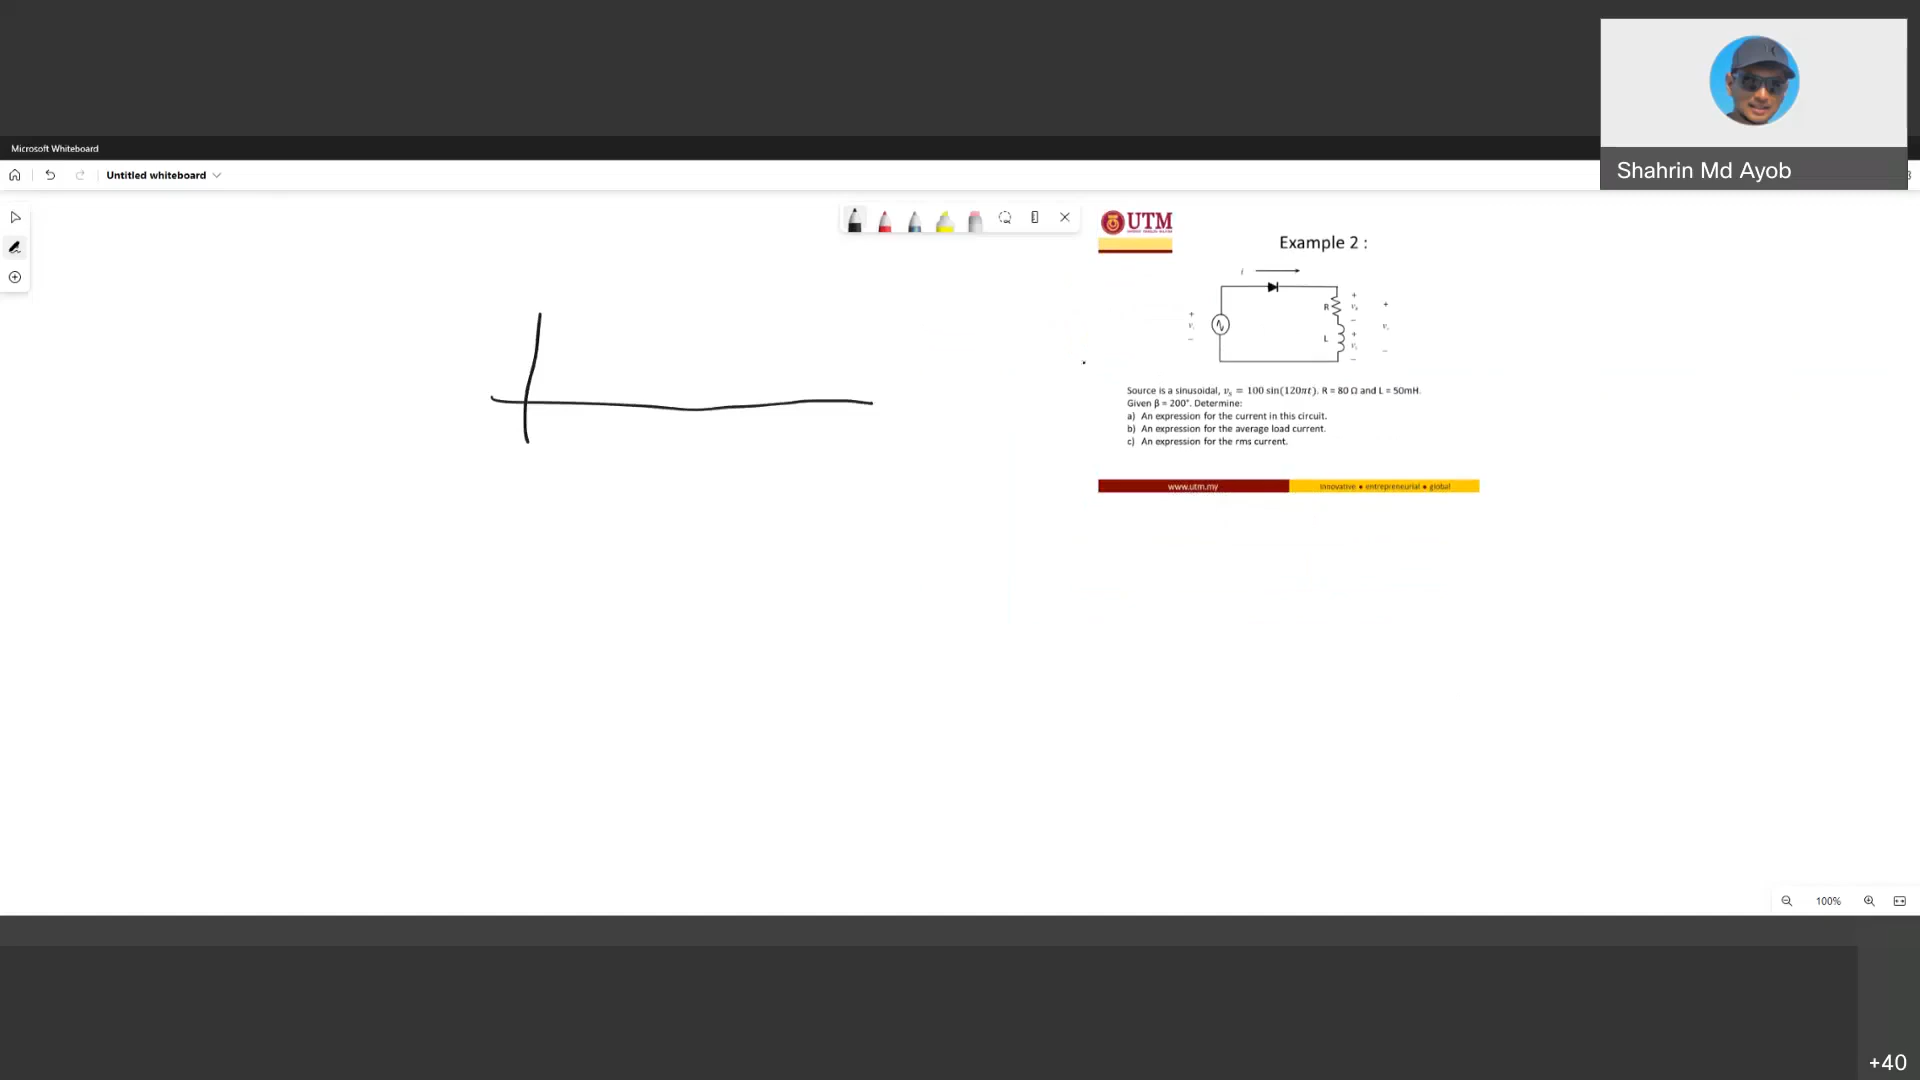 Shahrin Md Ayob
Microsoft Whiteboard
Untitled whiteboard
UTM
Example 2 :
i
+
R
+
L
+
−
Source is a sinusoidal, vs = 100 sin(120πt). R = 80 Ω and L = 50mH.
Given β = 200°. Determine:
a) An expression for the current in this circuit.
b) An expression for the average load current.
c) An expression for the rms current.
www.utm.my
innovative ● entrepreneurial ● global
100%
+40